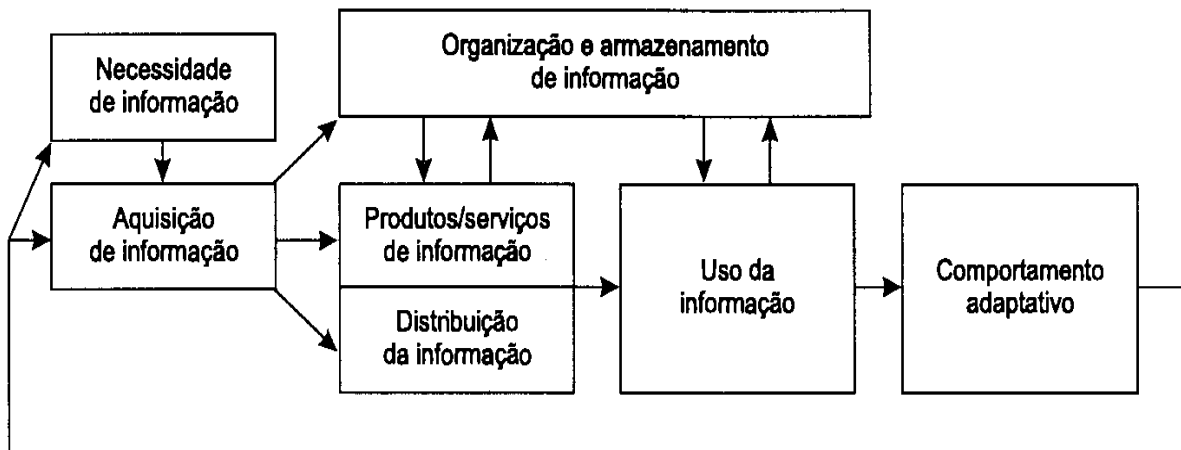 Necessidade
de informação
Organização e armazenamento
de informação
Aquisição
de informação
Produtos/serviços
de informação
Distribuição
da informação
Uso da
informação
Comportamento
adaptativo